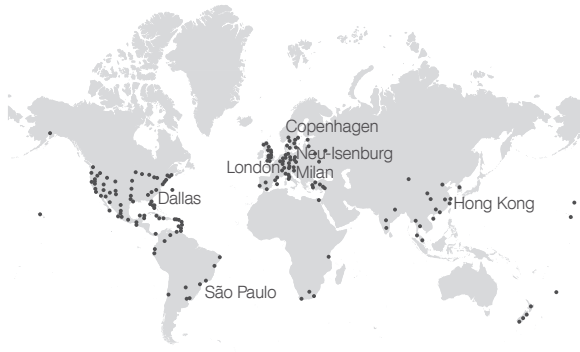 Copenhagen
Neu-Isenburg
London
Milan
Dallas
Hong Kong
São Paulo